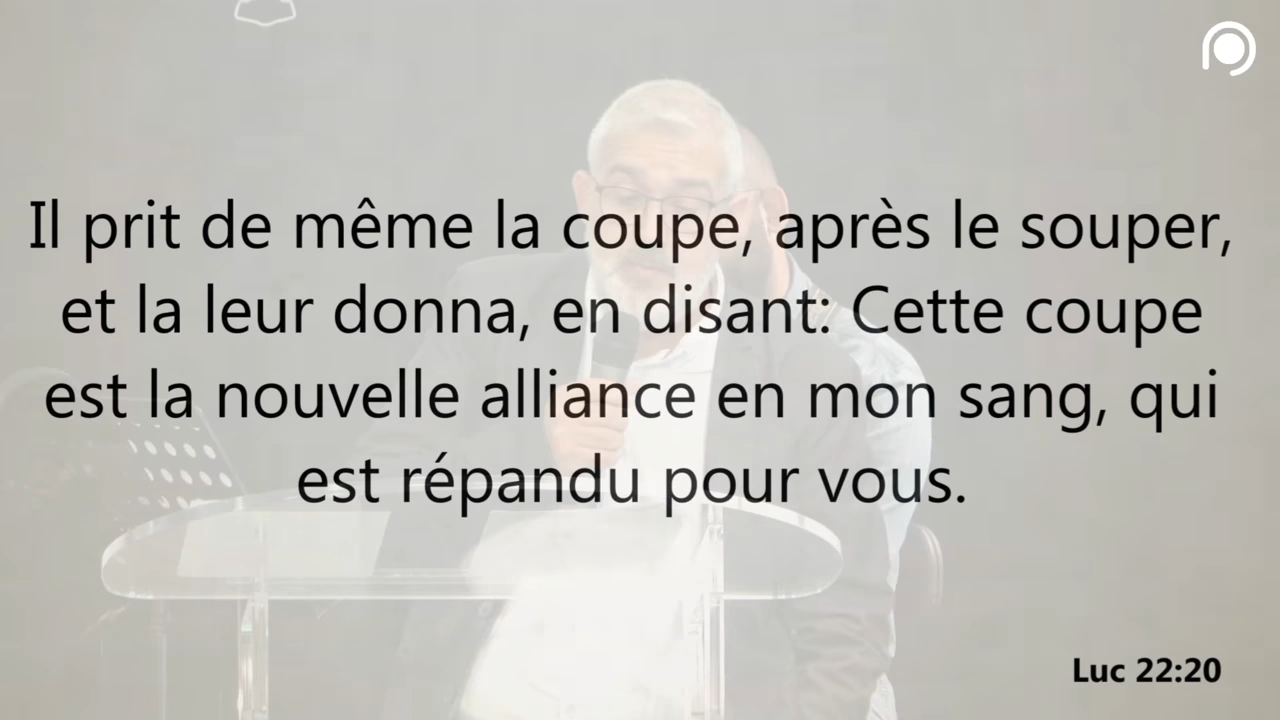 Il prit de même la coupe, après le souper,
et la leur donna, en disant: Cette coupe
est la nouvelle alliance en mon sang, qui
est répandu pour vous.
Luc 22:20